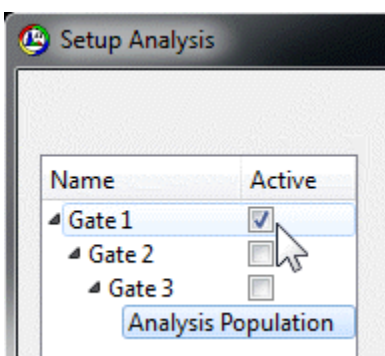 Setup Analysis
Name Active
Gate 1
Gate 2
Gate 3
Analysis Population